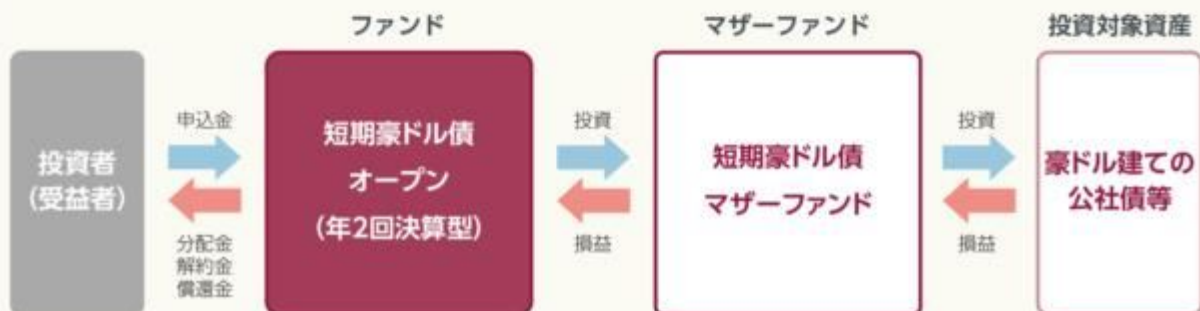 ファンド
マザーファンド
投資対象資産
投資者
(受益者)
申込金
分配金
解約金
償還金
短期豪ドル債
オープン
(年2回決算型)
投資
損益
短期豪ドル債
マザーファンド
投資
損益
豪ドル建ての
公社債等